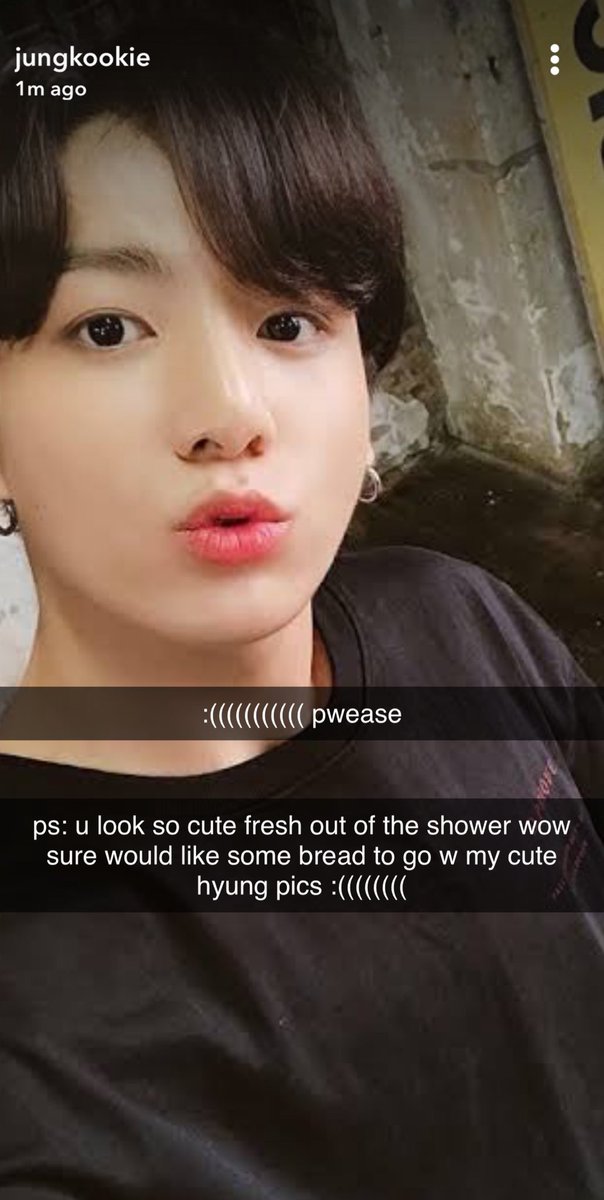 jungkookie
1m ago
:((((((((((( pwease
ps: u look so cute fresh out of the shower wow
sure would like some bread to go w my cute
hyung pics :((((((((